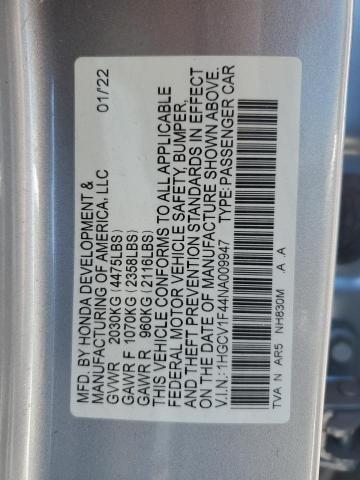 MFD. BY HONDA DEVELOPMENT &
MANUFACTURING OF AMERICA, LLC 01/22
GVWR 2030KG (4475LBS)
GAWR F 1070KG (2358LBS)
GAWR R 960KG (2116LBS)
THIS VEHICLE CONFORMS TO ALL APPLICABLE
FEDERAL MOTOR VEHICLE SAFETY, BUMPER,
AND THEFT PREVENTION STANDARDS IN EFFECT
ON THE DATE OF MANUFACTURE SHOWN ABOVE.
V.I.N.:1HGCV1F44NA009947 TYPE:PASSENGER CAR
TVA N AR5 NH830M .A .A